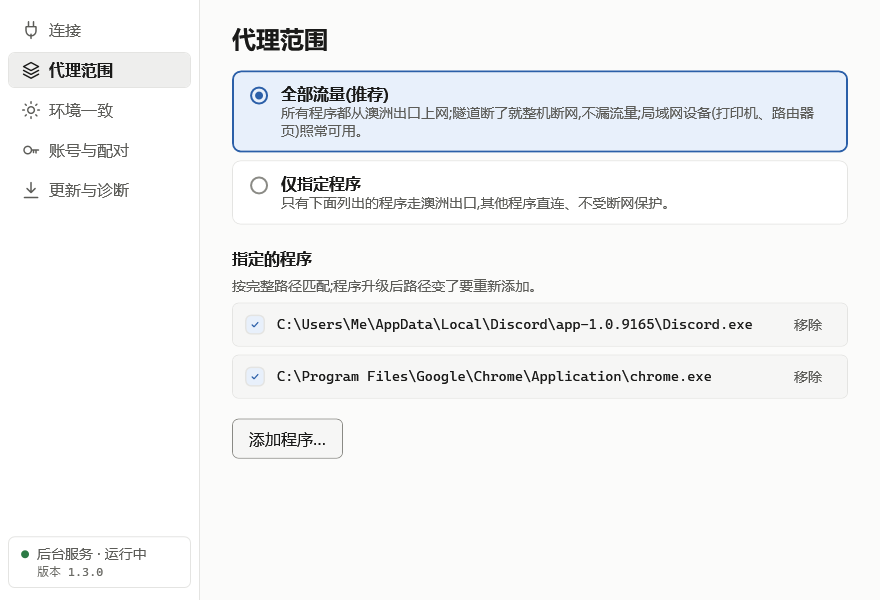 连接
代理范围
环境一致
账号与配对
更新与诊断
后台服务 · 运行中
版本 1.3.0
代理范围
全部流量(推荐)
所有程序都从澳洲出口上网;隧道断了就整机断网,不漏流量;局域网设备(打印机、路由器
页)照常可用。
仅指定程序
只有下面列出的程序走澳洲出口,其他程序直连、不受断网保护。
指定的程序
按完整路径匹配;程序升级后路径变了要重新添加。
C:\Users\Me\AppData\Local\Discord\app-1.0.9165\Discord.exe 移除
C:\Program Files\Google\Chrome\Application\chrome.exe 移除
添加程序...